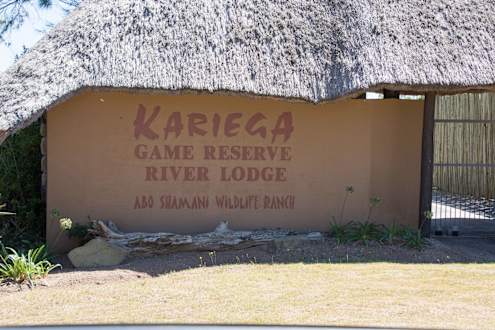 KARIEGA
GAME RESERVE
RIVER LODGE
ABO SHAMANI WILDLIFE RANCH